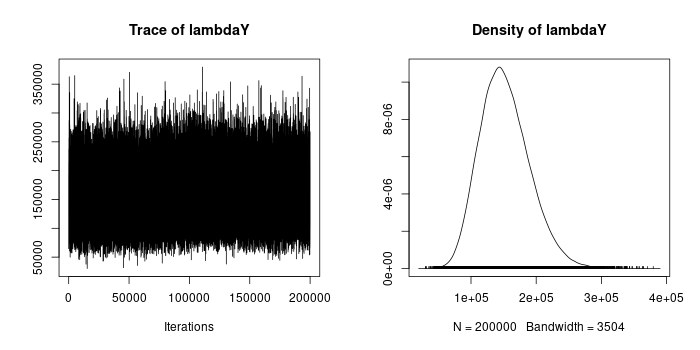 Trace of lambdaY
350000
250000
150000
50000
0 50000 100000 150000 200000
Iterations
Density of lambdaY
8e-06
4e-06
0e+00
1e+05 2e+05 3e+05 4e+05
N = 200000 Bandwidth = 3504